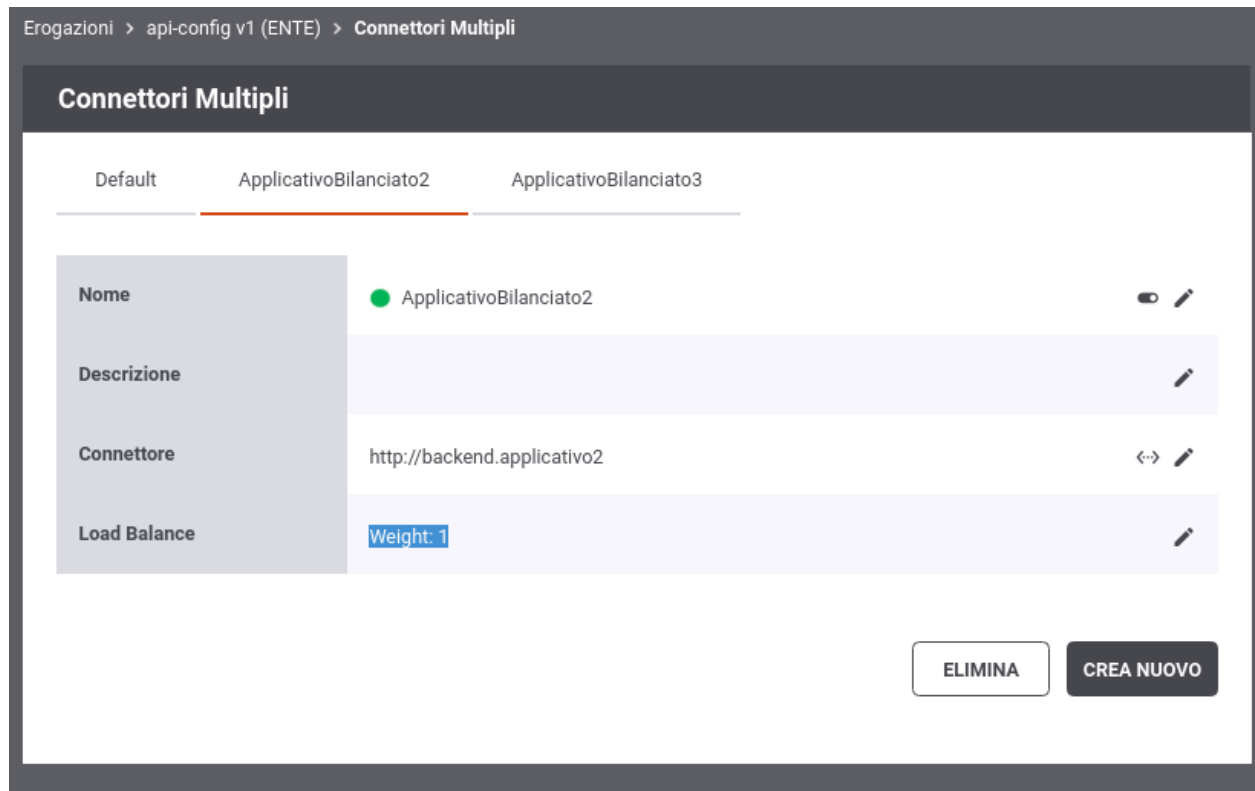 Erogazioni > api-config v1 (ENTE) > Connettori Multipli
Connettori Multipli
Default ApplicativoBilanciato2 ApplicativoBilanciato3
Nome ApplicativoBilanciato2
Descrizione
Connettore http://backend.applicativo2
Load Balance Weight: 1
ELIMINA CREA NUOVO